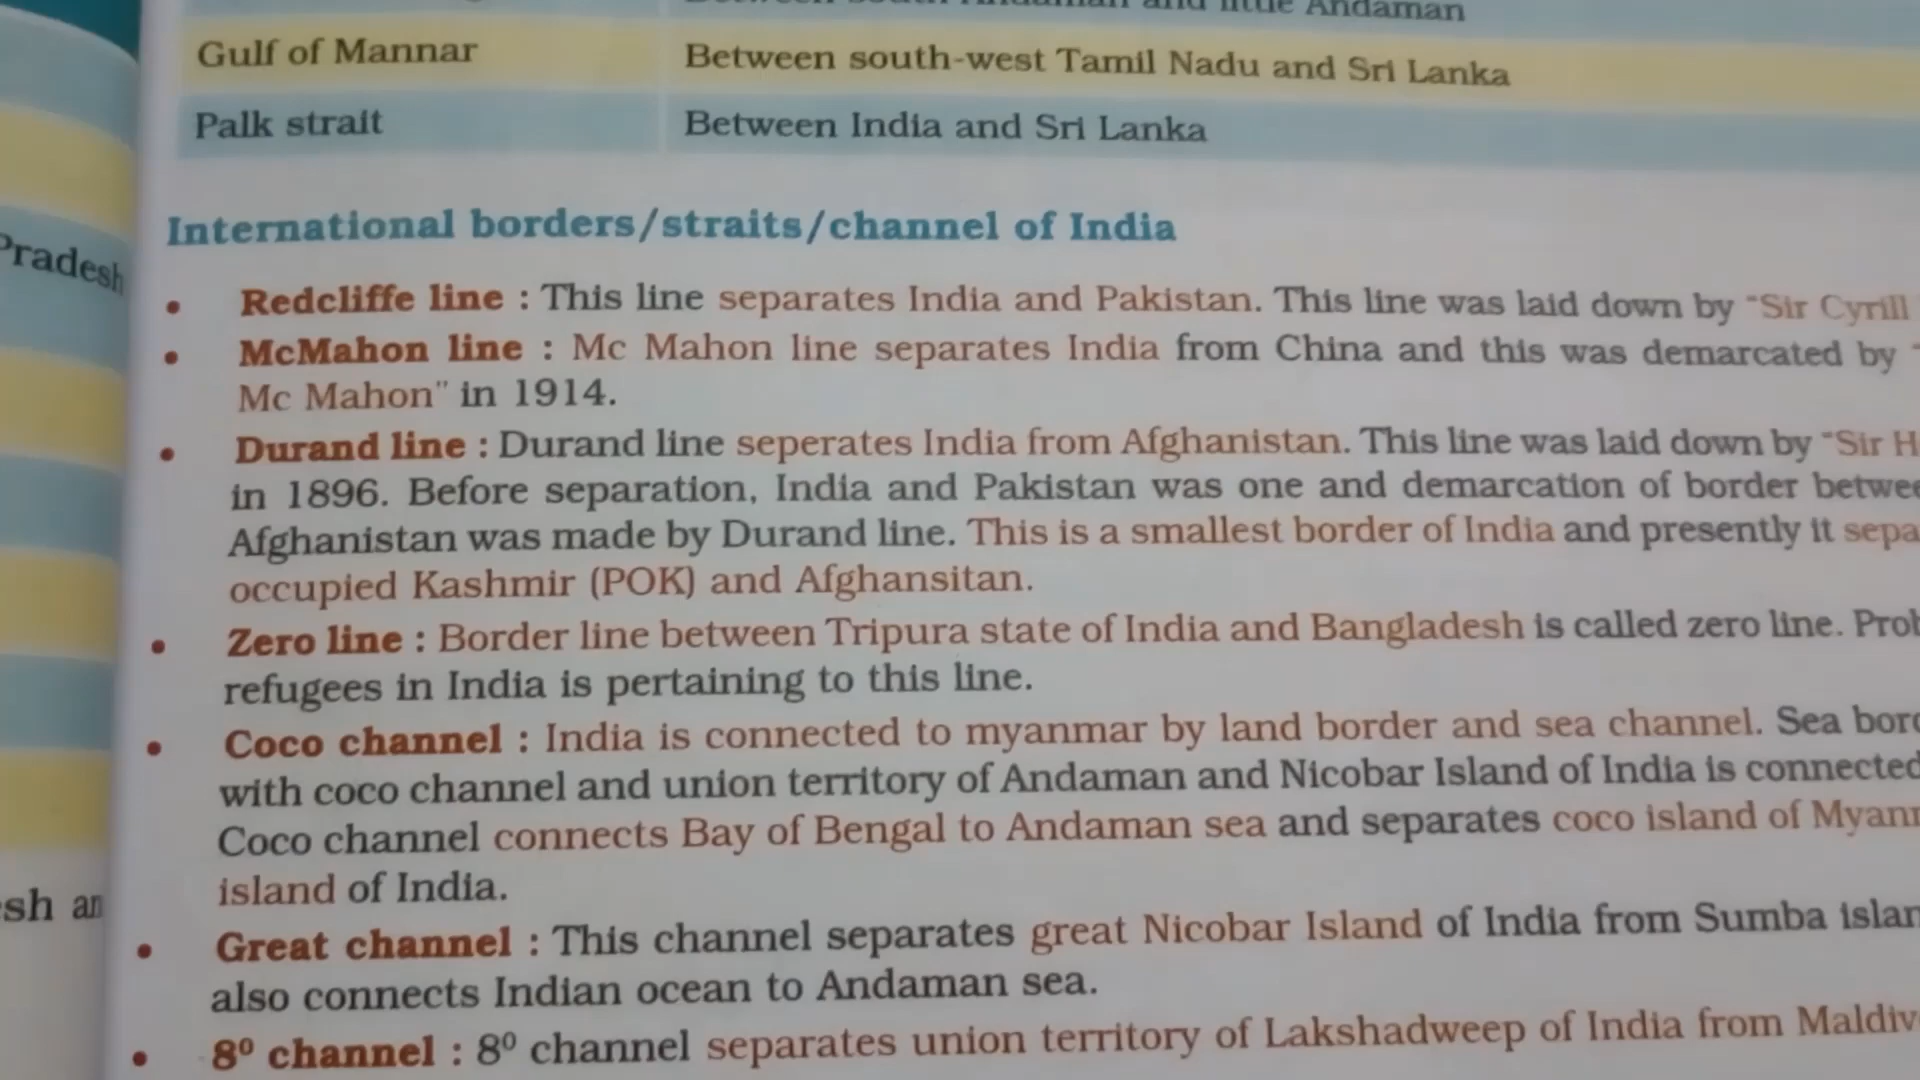 Between south Andaman and little Andaman
Gulf of Mannar Between south-west Tamil Nadu and Sri Lanka
Palk strait Between India and Sri Lanka
Pradesh
International borders/straits/channel of India
• Redcliffe line : This line separates India and Pakistan. This line was laid down by "Sir Cyrill
• McMahon line : Mc Mahon line separates India from China and this was demarcated by "
Mc Mahon" in 1914.
• Durand line : Durand line seperates India from Afghanistan. This line was laid down by "Sir H
in 1896. Before separation, India and Pakistan was one and demarcation of border betwee
Afghanistan was made by Durand line. This is a smallest border of India and presently it sepa
occupied Kashmir (POK) and Afghansitan.
• Zero line : Border line between Tripura state of India and Bangladesh is called zero line. Prob
refugees in India is pertaining to this line.
• Coco channel : India is connected to myanmar by land border and sea channel. Sea bord
with coco channel and union territory of Andaman and Nicobar Island of India is connected
Coco channel connects Bay of Bengal to Andaman sea and separates coco island of Myanm
island of India.
sh an
• Great channel : This channel separates great Nicobar Island of India from Sumba islan
also connects Indian ocean to Andaman sea.
• 8⁰ channel : 8⁰ channel separates union territory of Lakshadweep of India from Maldiv